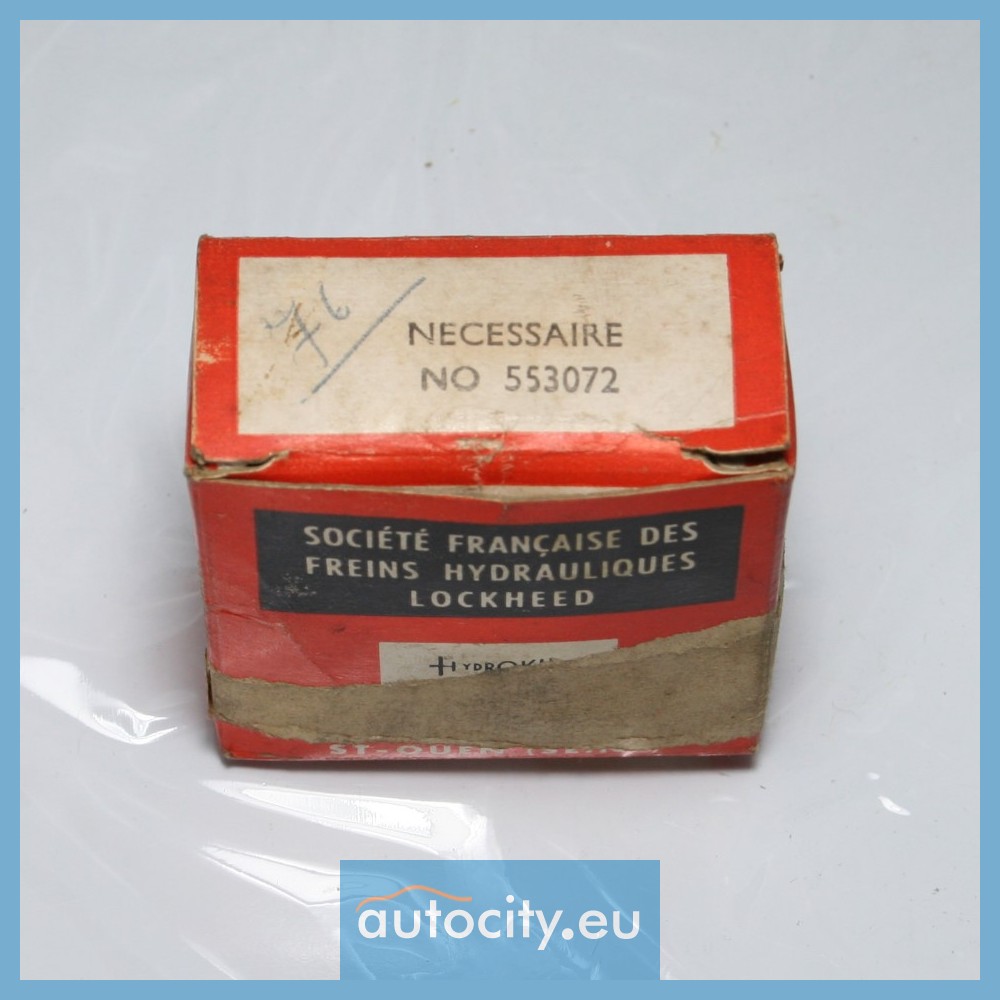 NECESSAIRE
NO 553072
SOCIÉTÉ FRANÇAISE DES
FREINS HYDRAULIQUES
LOCKHEED
autocity.eu